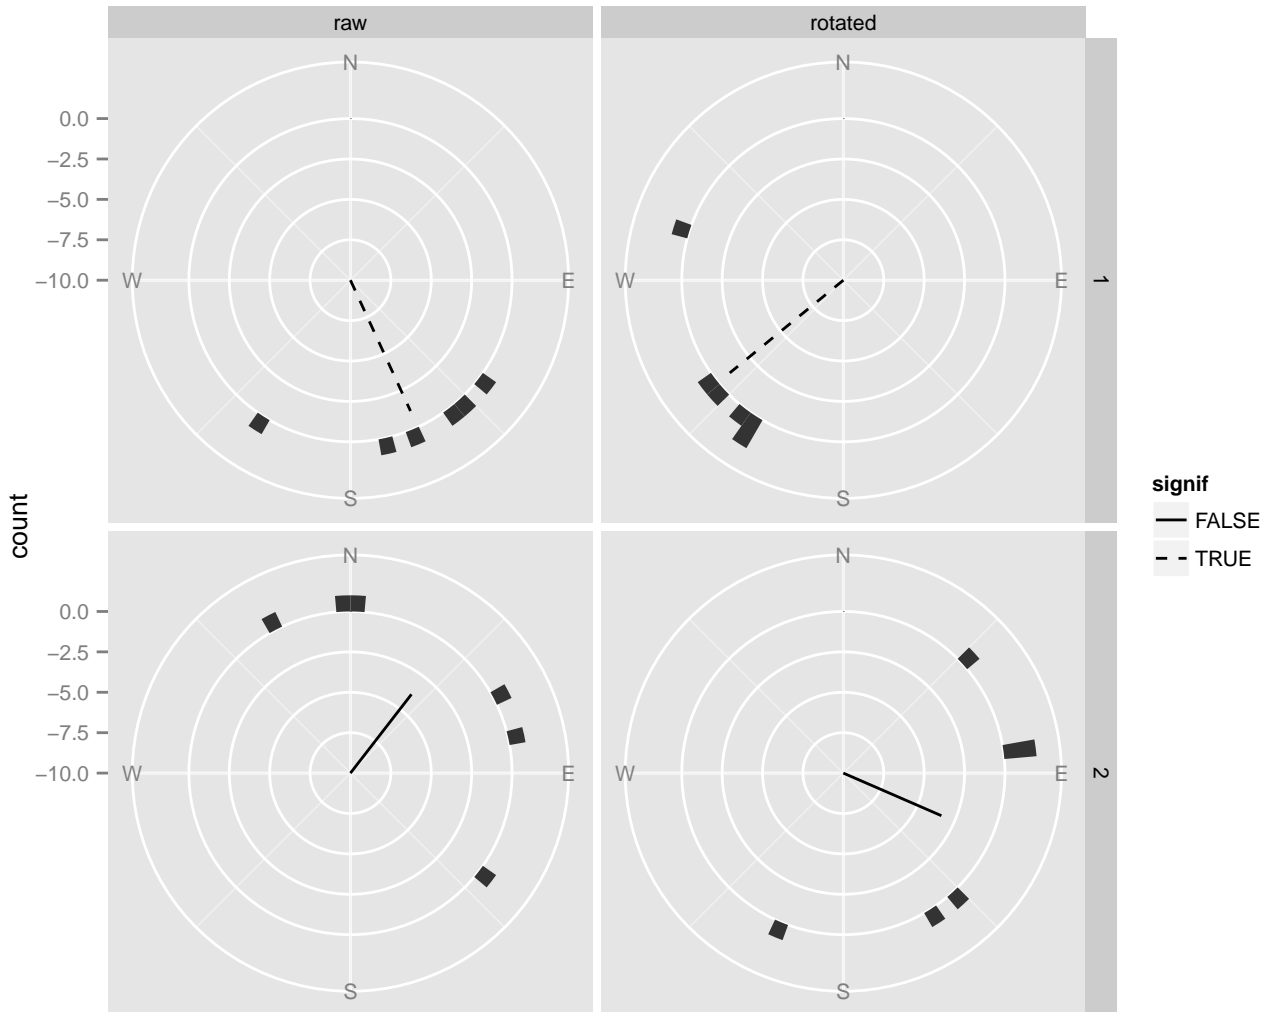 raw rotated
N N
0.0
−2.5
−5.0
−7.5
−10.0
W E W E 1
S S
count
signif
FALSE
TRUE
N N
0.0
−2.5
−5.0
−7.5
−10.0
W E W E 2
S S